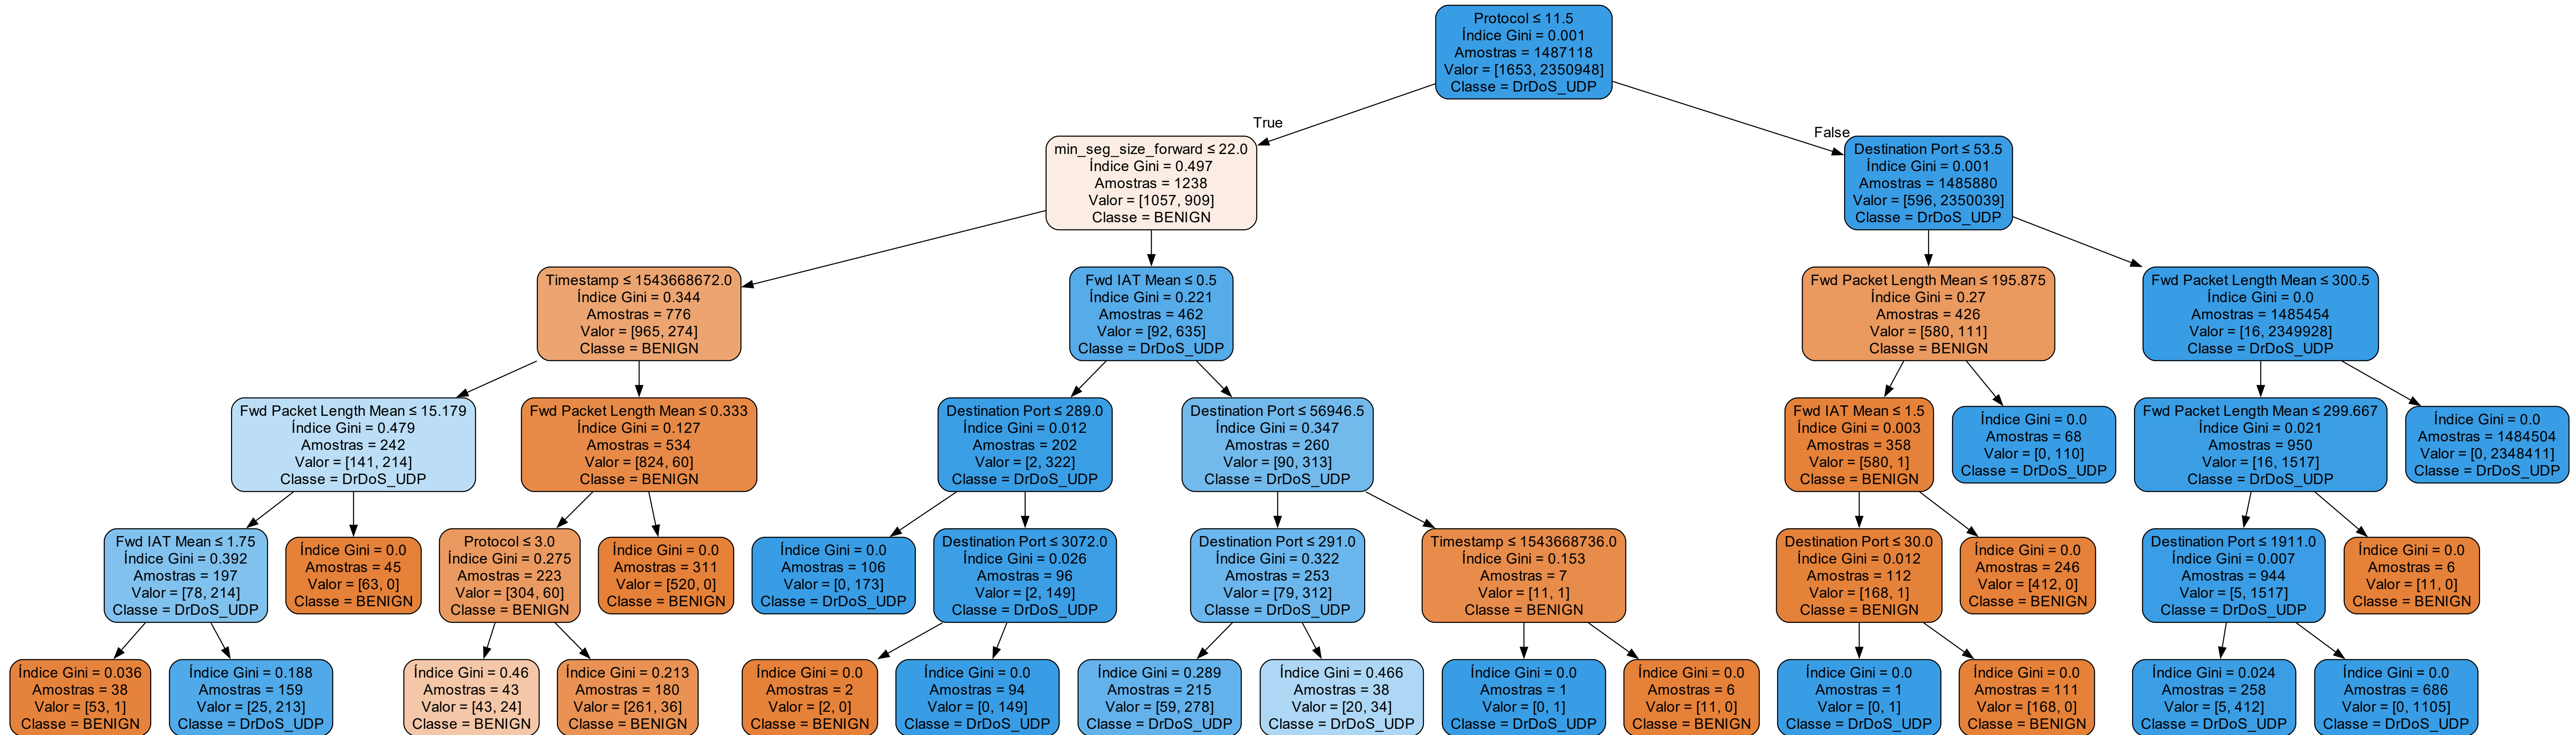 Protocol ≤ 11.5
Índice Gini = 0.001
Amostras = 1487118
Valor = [1653, 2350948]
Classe = DrDoS_UDP
True
False
min_seg_size_forward ≤ 22.0
Índice Gini = 0.497
Amostras = 1238
Valor = [1057, 909]
Classe = BENIGN
Destination Port ≤ 53.5
Índice Gini = 0.001
Amostras = 1485880
Valor = [596, 2350039]
Classe = DrDoS_UDP
Timestamp ≤ 1543668672.0
Índice Gini = 0.344
Amostras = 776
Valor = [965, 274]
Classe = BENIGN
Fwd IAT Mean ≤ 0.5
Índice Gini = 0.221
Amostras = 462
Valor = [92, 635]
Classe = DrDoS_UDP
Fwd Packet Length Mean ≤ 195.875
Índice Gini = 0.27
Amostras = 426
Valor = [580, 111]
Classe = BENIGN
Fwd Packet Length Mean ≤ 300.5
Índice Gini = 0.0
Amostras = 1485454
Valor = [16, 2349928]
Classe = DrDoS_UDP
Fwd Packet Length Mean ≤ 15.179
Índice Gini = 0.479
Amostras = 242
Valor = [141, 214]
Classe = DrDoS_UDP
Fwd Packet Length Mean ≤ 0.333
Índice Gini = 0.127
Amostras = 534
Valor = [824, 60]
Classe = BENIGN
Destination Port ≤ 289.0
Índice Gini = 0.012
Amostras = 202
Valor = [2, 322]
Classe = DrDoS_UDP
Destination Port ≤ 56946.5
Índice Gini = 0.347
Amostras = 260
Valor = [90, 313]
Classe = DrDoS_UDP
Fwd IAT Mean ≤ 1.5
Índice Gini = 0.003
Amostras = 358
Valor = [580, 1]
Classe = BENIGN
Índice Gini = 0.0
Amostras = 68
Valor = [0, 110]
Classe = DrDoS_UDP
Fwd Packet Length Mean ≤ 299.667
Índice Gini = 0.021
Amostras = 950
Valor = [16, 1517]
Classe = DrDoS_UDP
Índice Gini = 0.0
Amostras = 1484504
Valor = [0, 2348411]
Classe = DrDoS_UDP
Fwd IAT Mean ≤ 1.75
Índice Gini = 0.392
Amostras = 197
Valor = [78, 214]
Classe = DrDoS_UDP
Índice Gini = 0.0
Amostras = 45
Valor = [63, 0]
Classe = BENIGN
Protocol ≤ 3.0
Índice Gini = 0.275
Amostras = 223
Valor = [304, 60]
Classe = BENIGN
Índice Gini = 0.0
Amostras = 311
Valor = [520, 0]
Classe = BENIGN
Índice Gini = 0.0
Amostras = 106
Valor = [0, 173]
Classe = DrDoS_UDP
Destination Port ≤ 3072.0
Índice Gini = 0.026
Amostras = 96
Valor = [2, 149]
Classe = DrDoS_UDP
Destination Port ≤ 291.0
Índice Gini = 0.322
Amostras = 253
Valor = [79, 312]
Classe = DrDoS_UDP
Timestamp ≤ 1543668736.0
Índice Gini = 0.153
Amostras = 7
Valor = [11, 1]
Classe = BENIGN
Destination Port ≤ 30.0
Índice Gini = 0.012
Amostras = 112
Valor = [168, 1]
Classe = BENIGN
Índice Gini = 0.0
Amostras = 246
Valor = [412, 0]
Classe = BENIGN
Destination Port ≤ 1911.0
Índice Gini = 0.007
Amostras = 944
Valor = [5, 1517]
Classe = DrDoS_UDP
Índice Gini = 0.0
Amostras = 6
Valor = [11, 0]
Classe = BENIGN
Índice Gini = 0.036
Amostras = 38
Valor = [53, 1]
Classe = BENIGN
Índice Gini = 0.188
Amostras = 159
Valor = [25, 213]
Classe = DrDoS_UDP
Índice Gini = 0.46
Amostras = 43
Valor = [43, 24]
Classe = BENIGN
Índice Gini = 0.213
Amostras = 180
Valor = [261, 36]
Classe = BENIGN
Índice Gini = 0.0
Amostras = 2
Valor = [2, 0]
Classe = BENIGN
Índice Gini = 0.0
Amostras = 94
Valor = [0, 149]
Classe = DrDoS_UDP
Índice Gini = 0.289
Amostras = 215
Valor = [59, 278]
Classe = DrDoS_UDP
Índice Gini = 0.466
Amostras = 38
Valor = [20, 34]
Classe = DrDoS_UDP
Índice Gini = 0.0
Amostras = 1
Valor = [0, 1]
Classe = DrDoS_UDP
Índice Gini = 0.0
Amostras = 6
Valor = [11, 0]
Classe = BENIGN
Índice Gini = 0.0
Amostras = 1
Valor = [0, 1]
Classe = DrDoS_UDP
Índice Gini = 0.0
Amostras = 111
Valor = [168, 0]
Classe = BENIGN
Índice Gini = 0.024
Amostras = 258
Valor = [5, 412]
Classe = DrDoS_UDP
Índice Gini = 0.0
Amostras = 686
Valor = [0, 1105]
Classe = DrDoS_UDP